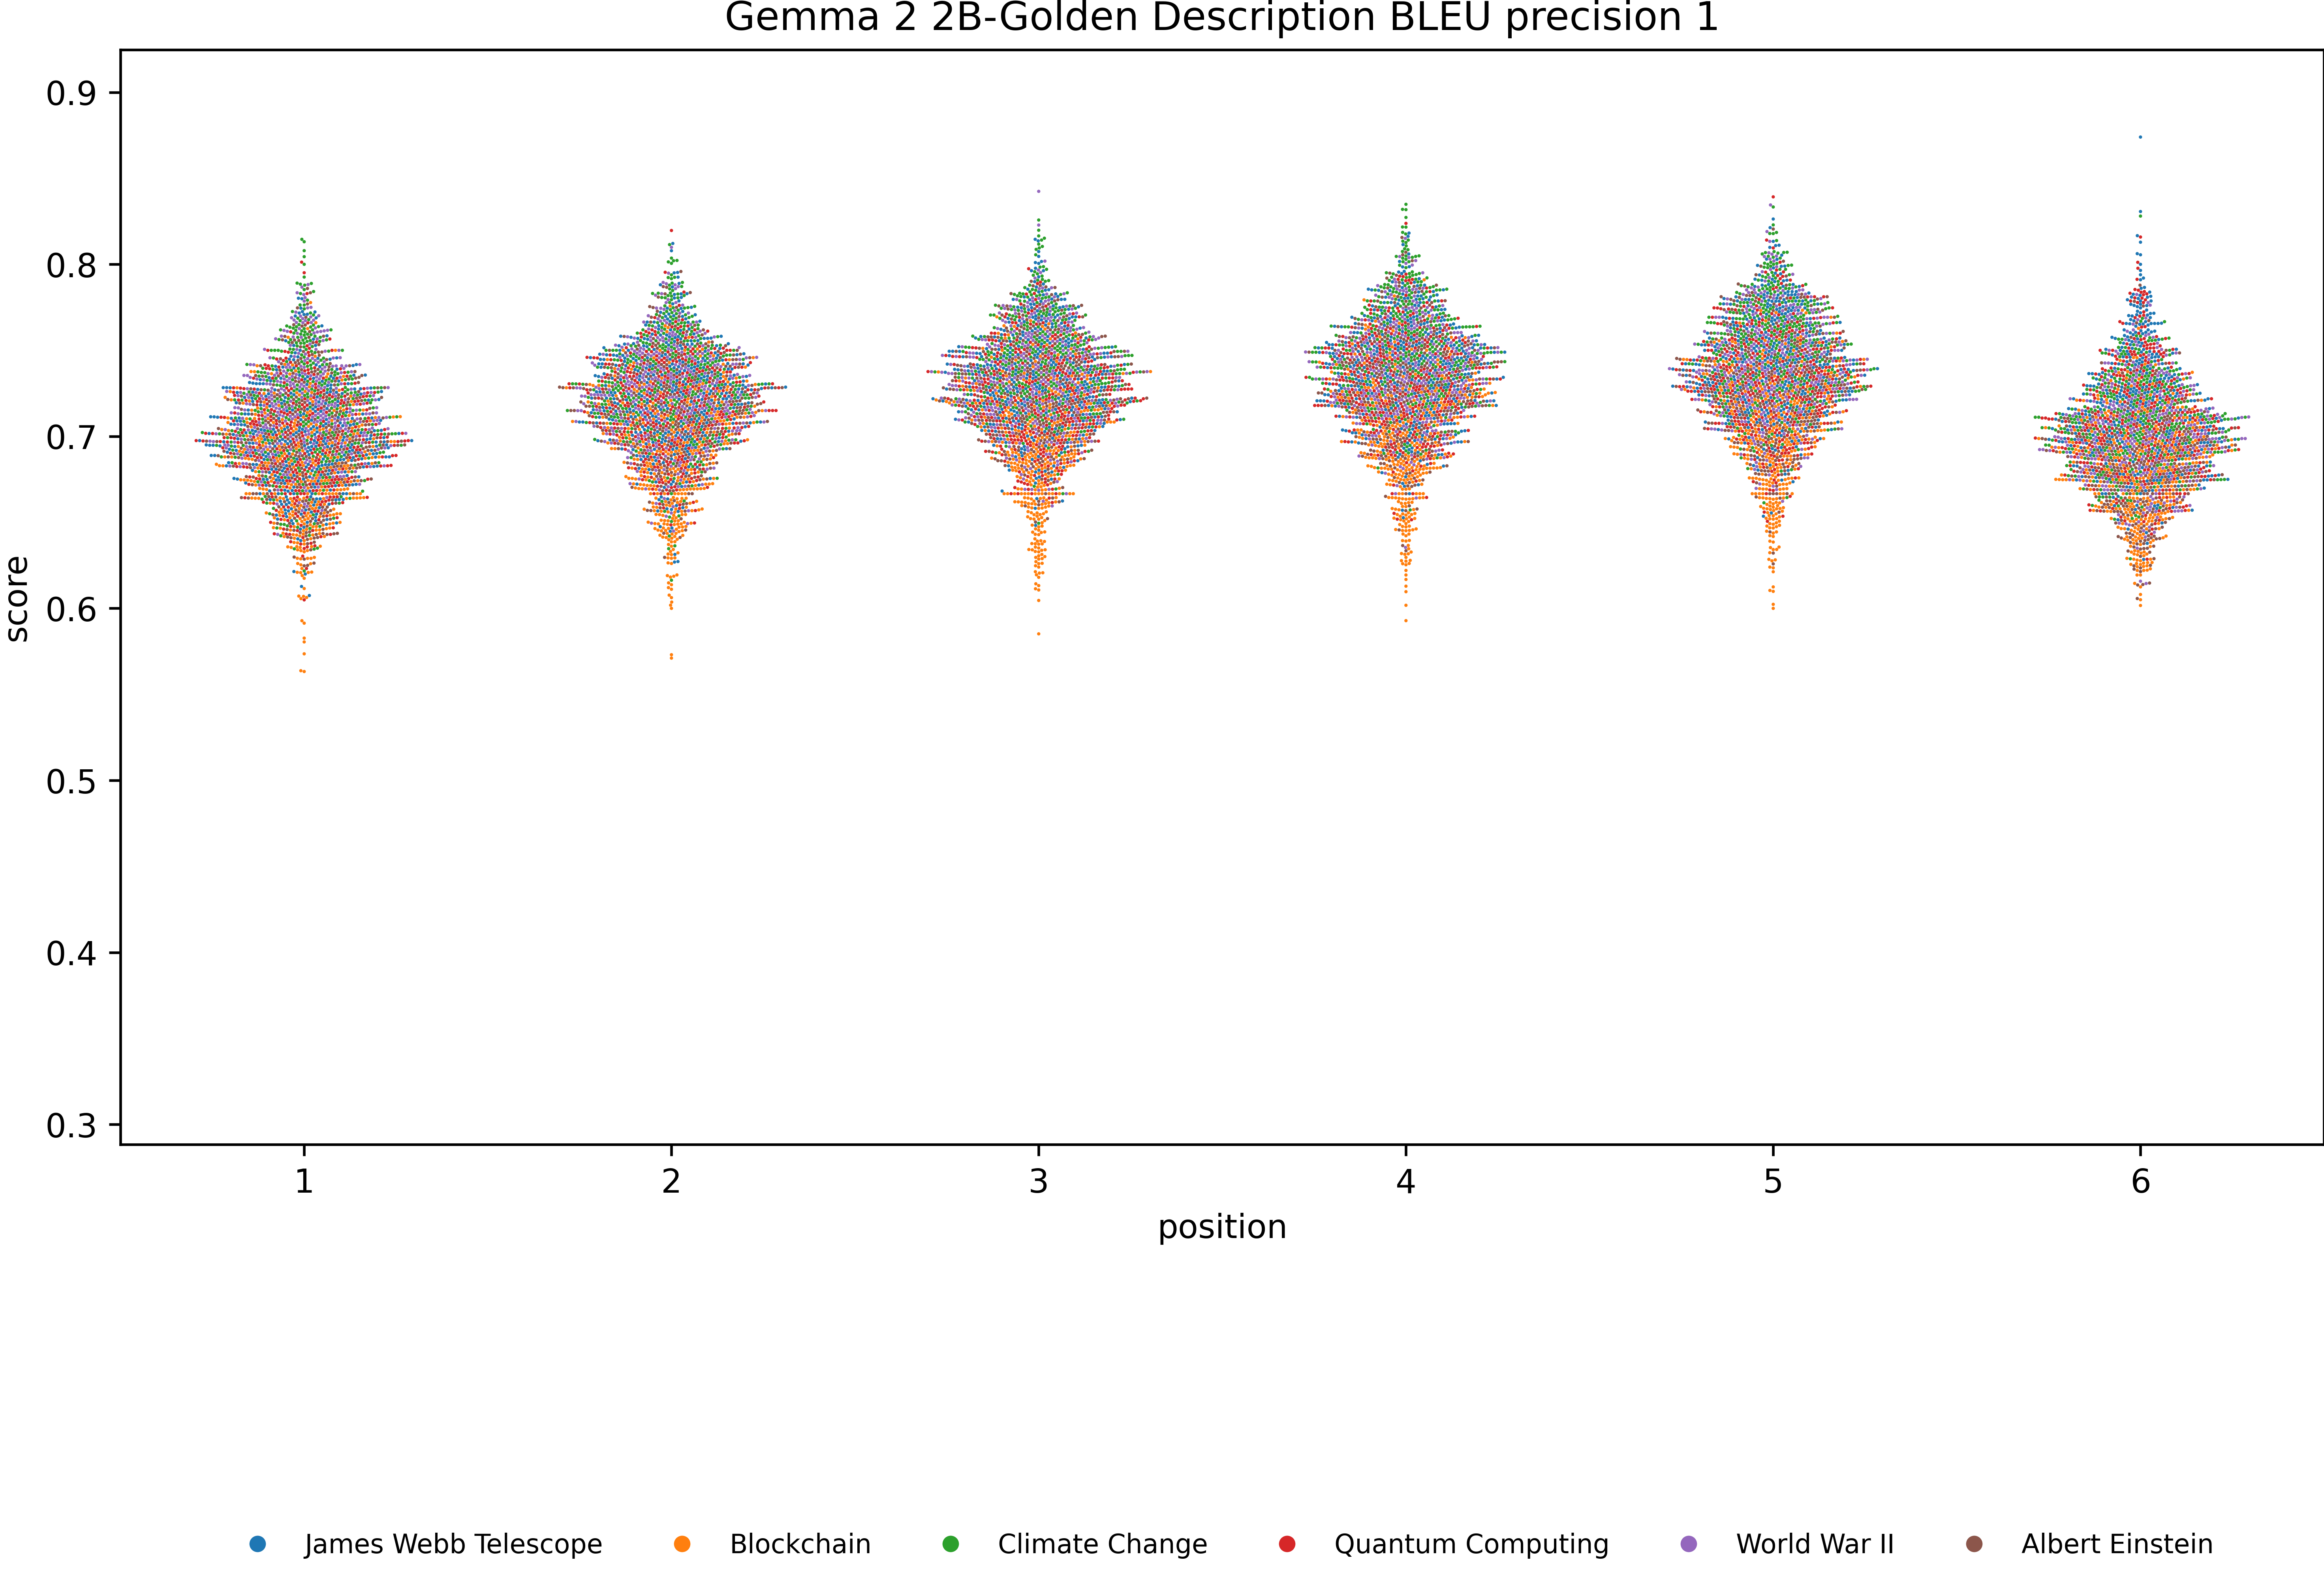 Gemma 2 2B-Golden Description BLEU precision 1
0.9
0.8
0.7
0.6
0.5
0.4
0.3
score
1 2 3 4 5 6
position
James Webb Telescope Blockchain Climate Change Quantum Computing World War II Albert Einstein